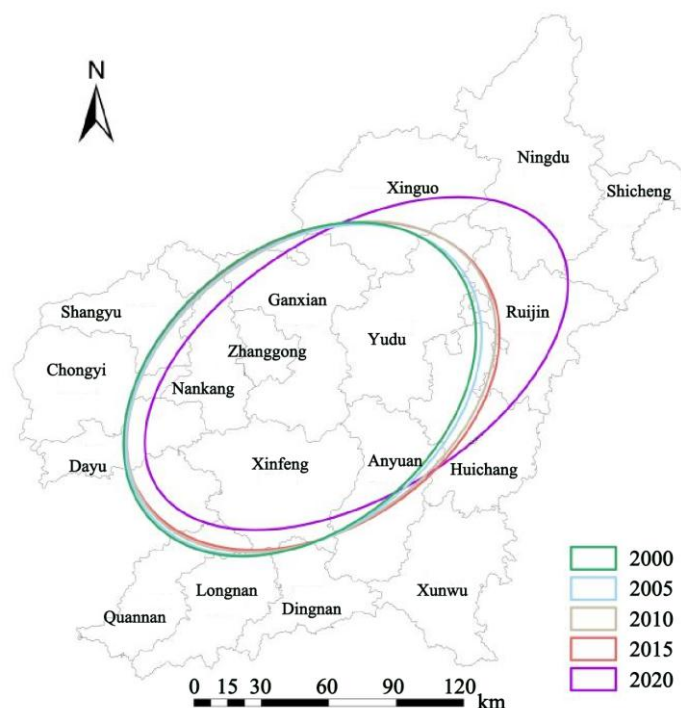 N
Ningdu
Xinguo
Shicheng
Ganxian
Shangyu
Ruijin
Yudu
Zhanggong
Chongyi
Nankang
Xinfeng
Anyuan
Dayu
Huichang
2000
2005
Longnan
Xunwu
Dingnan
Quannan
2010
2015
2020
0 15 30 60 90 120
km